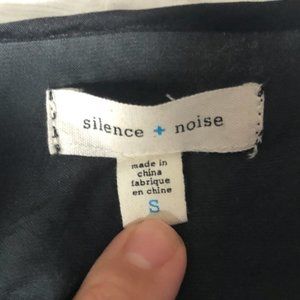 silence + noise
made in
china
fabrique
en chine
S